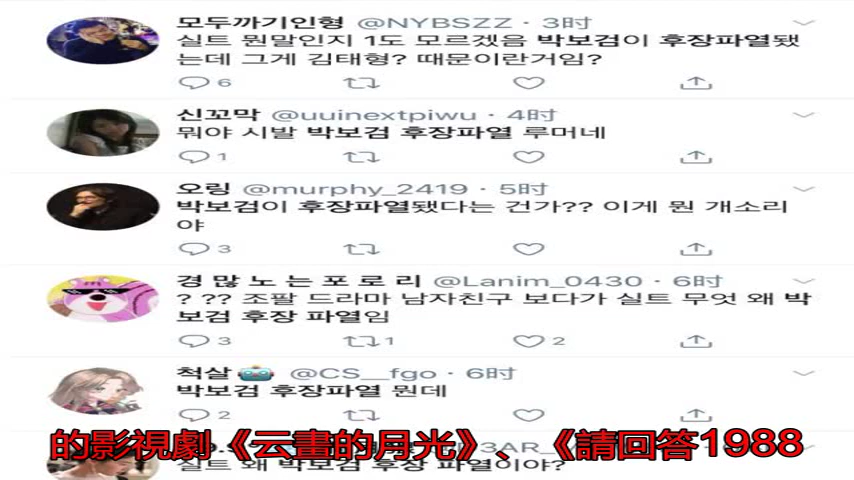 모두까기인형 @NYBSZZ · 3时
실트 뭔말인지 1도 모르겠음 박보검이 후장파열됐
는데 그게 김태형? 때문이란거임?
6
신꼬막 @uuinextpiwu · 4时
뭐야 시발 박보검 후장파열 루머네
1
오링 @murphy_2419 · 5时
박보검이 후장파열됐다는 건가?? 이게 뭔 개소리
야
3
경 많 노 는 포 로 리 @Lanim_0430 · 6时
? ?? 조팔 드라마 남자친구 보다가 실트 무엇 왜 박
보검 후장 파열임
3 1 2
척살 @CS__fgo · 6时
박보검 후장파열 뭔데
2
的影視劇《云畫的月光》、《請回答1988
실트 왜 박보검 후장 파열이야?